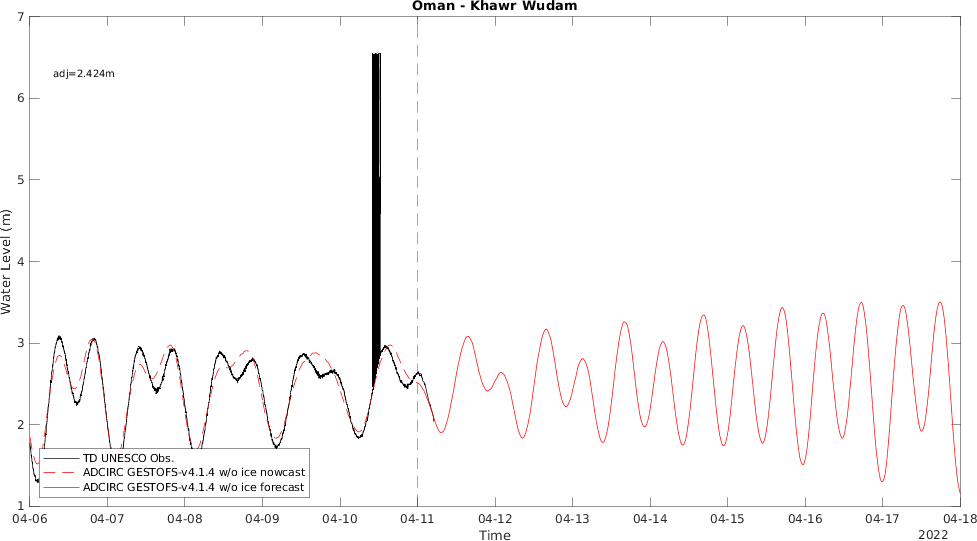 Oman - Khawr Wudam
7
adj=2.424m
6
5
Water Level (m)
4
3
2
TD UNESCO Obs.
ADCIRC GESTOFS-v4.1.4 w/o ice nowcast
ADCIRC GESTOFS-v4.1.4 w/o ice forecast
1
04-06 04-07 04-08 04-09 04-10 04-11 04-12 04-13 04-14 04-15 04-16 04-17 04-18
Time
2022